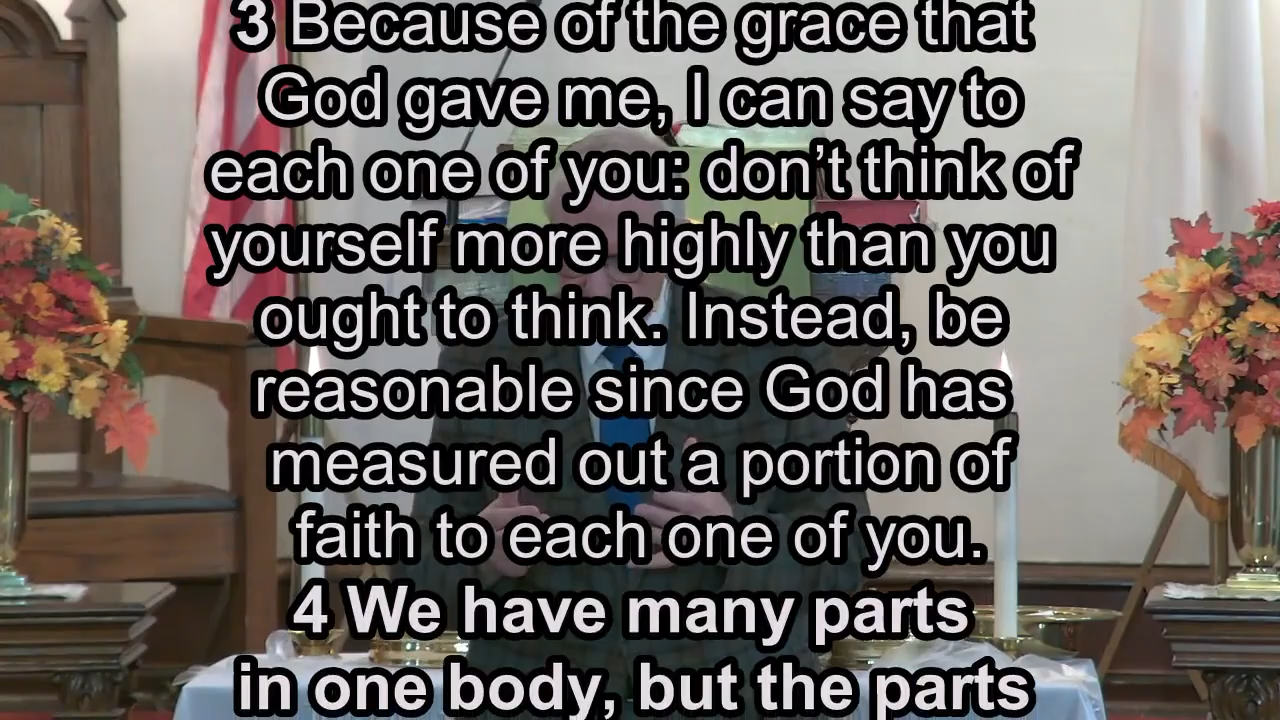 3 Because of the grace that
God gave me, I can say to
each one of you: don’t think of
yourself more highly than you
ought to think. Instead, be
reasonable since God has
measured out a portion of
faith to each one of you.
4 We have many parts
in one body, but the parts